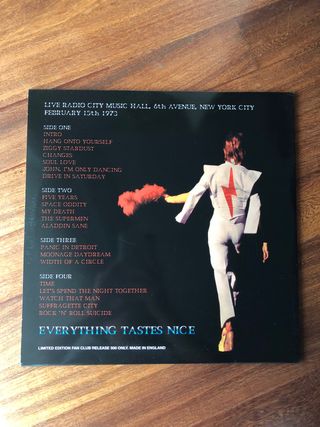 LIVE RADIO CITY MUSIC HALL, 6th AVENUE, NEW YORK CITY
FEBRUARY 15th 1973
SIDE ONE
INTRO
HANG ONTO YOURSELF
ZIGGY STARDUST
CHANGES
SOUL LOVE
JOHN, I'M ONLY DANCING
DRIVE IN SATURDAY
SIDE TWO
FIVE YEARS
SPACE ODDITY
MY DEATH
THE SUPERMEN
ALADDIN SANE
SIDE THREE
PANIC IN DETROIT
MOONAGE DAYDREAM
WIDTH OF A CIRCLE
SIDE FOUR
TIME
LET'S SPEND THE NIGHT TOGETHER
WATCH THAT MAN
SUFFRAGETTE CITY
ROCK 'N' ROLL SUICIDE
EVERYTHING TASTES NICE
LIMITED EDITION FAN CLUB RELEASE 500 ONLY. MADE IN ENGLAND